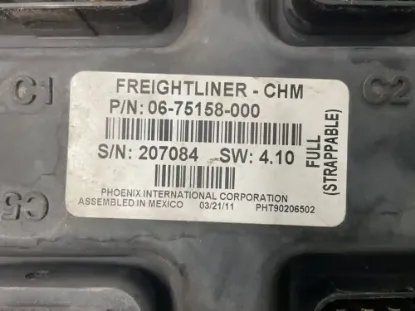 C1
C2
FREIGHTLINER - CHM
P/N: 06-75158-000
S/N: 207084 SW: 4.10
FULL
(STRAPPABLE)
PHOENIX INTERNATIONAL CORPORATION
ASSEMBLED IN MEXICO 03/21/11 PHT90206502
C5